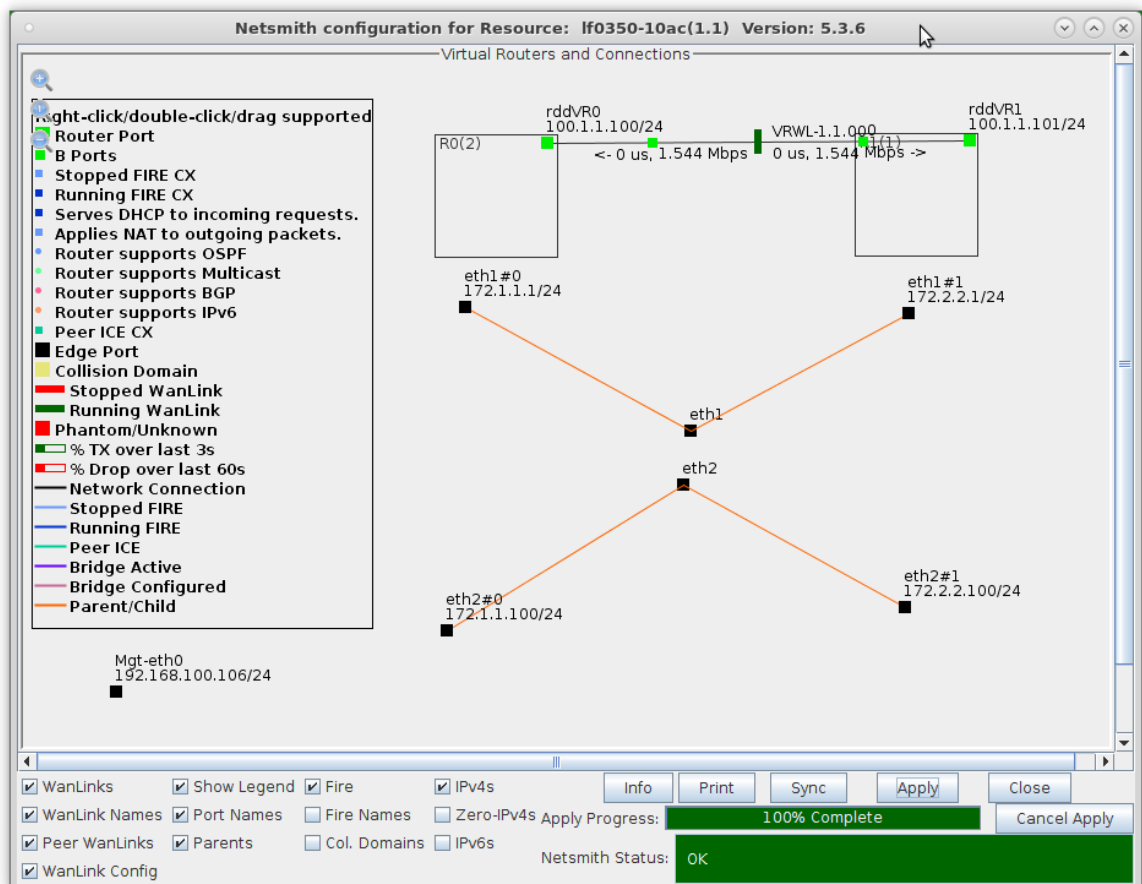 Netsmith configuration for Resource: lf0350-10ac(1.1) Version: 5.3.6
Virtual Routers and Connections
ght-click/double-click/drag supported
Router Port
B Ports
Stopped FIRE CX
Running FIRE CX
Serves DHCP to incoming requests.
Applies NAT to outgoing packets.
Router supports OSPF
Router supports Multicast
Router supports BGP
Router supports IPv6
Peer ICE CX
Edge Port
Collision Domain
Stopped WanLink
Running WanLink
Phantom/Unknown
% TX over last 3s
% Drop over last 60s
Network Connection
Stopped FIRE
Running FIRE
Peer ICE
Bridge Active
Bridge Configured
Parent/Child
rddVR0
100.1.1.100/24
R0(2)
VRWL-1.1.000
<- 0 us, 1.544 Mbps
0 us, 1.544 Mbps ->
rddVR1
100.1.1.101/24
1(1)
eth1#0
172.1.1.1/24
eth1#1
172.2.2.1/24
eth1
eth2
eth2#0
172.1.1.100/24
eth2#1
172.2.2.100/24
Mgt-eth0
192.168.100.106/24
WanLinks Show Legend Fire IPv4s Info Print Sync Apply Close
WanLink Names Port Names Fire Names Zero-IPv4s Apply Progress: 100% Complete Cancel Apply
Peer WanLinks Parents Col. Domains IPv6s Netsmith Status: OK
WanLink Config